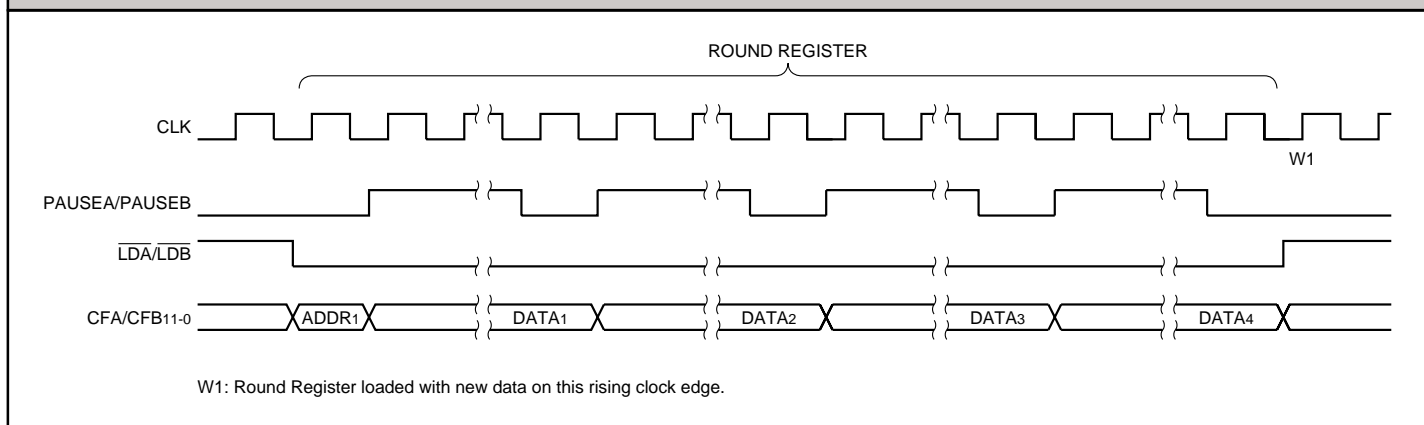 ROUND REGISTER
CLK
W1
PAUSEA/PAUSEB
LDA/LDB
CFA/CFB11-0
ADDR1
DATA1
DATA2
DATA3
DATA4
W1: Round Register loaded with new data on this rising clock edge.